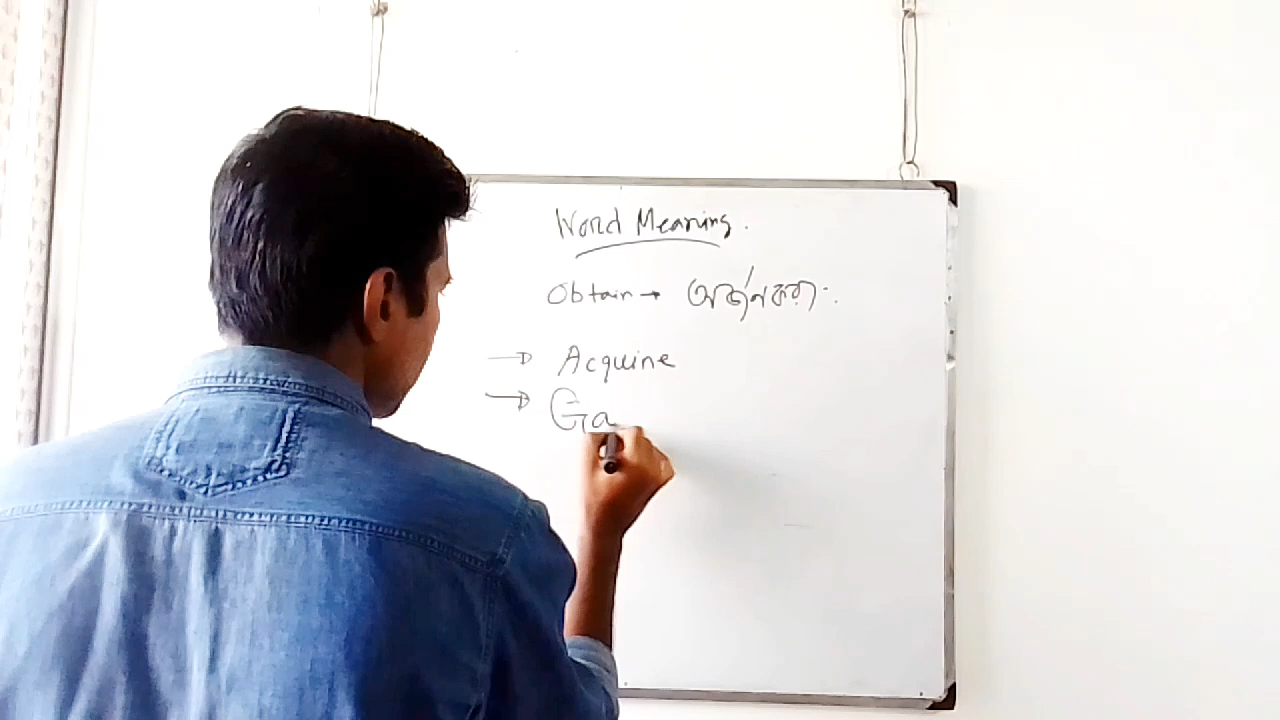 Word Meaning.
Obtain → অর্জন করা -.
→ Acquire
→ Ga